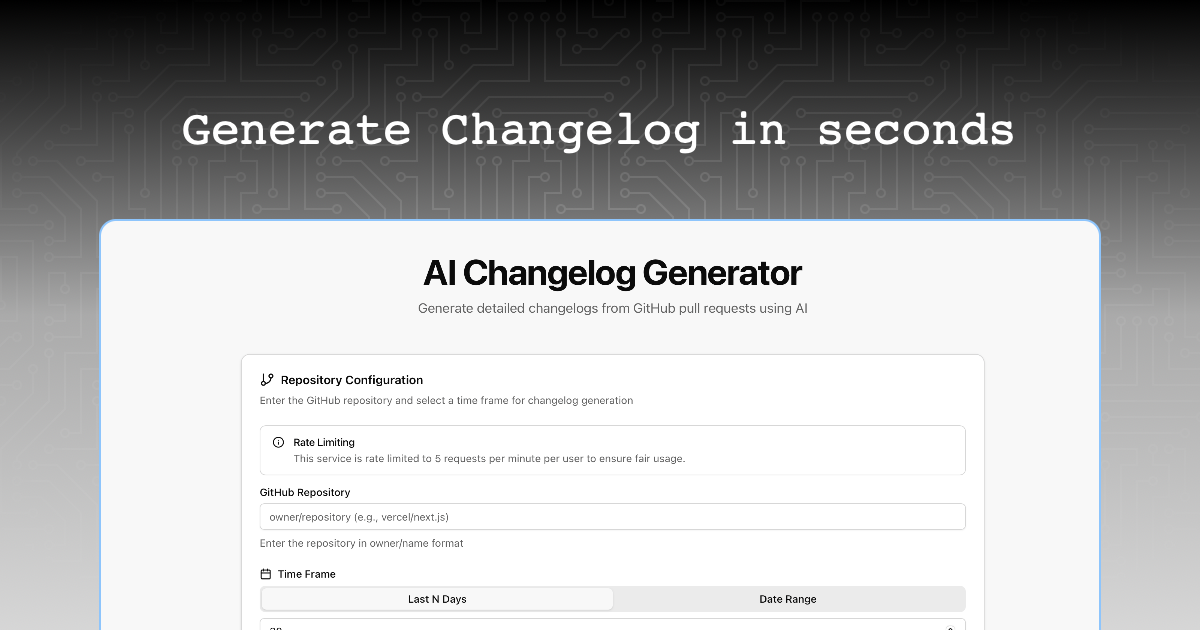 Generate Changelog in seconds
AI Changelog Generator
Generate detailed changelogs from GitHub pull requests using AI
Repository Configuration
Enter the GitHub repository and select a time frame for changelog generation
Rate Limiting
This service is rate limited to 5 requests per minute per user to ensure fair usage.
GitHub Repository
owner/repository (e.g., vercel/next.js)
Enter the repository in owner/name format
Time Frame
Last N Days
Date Range